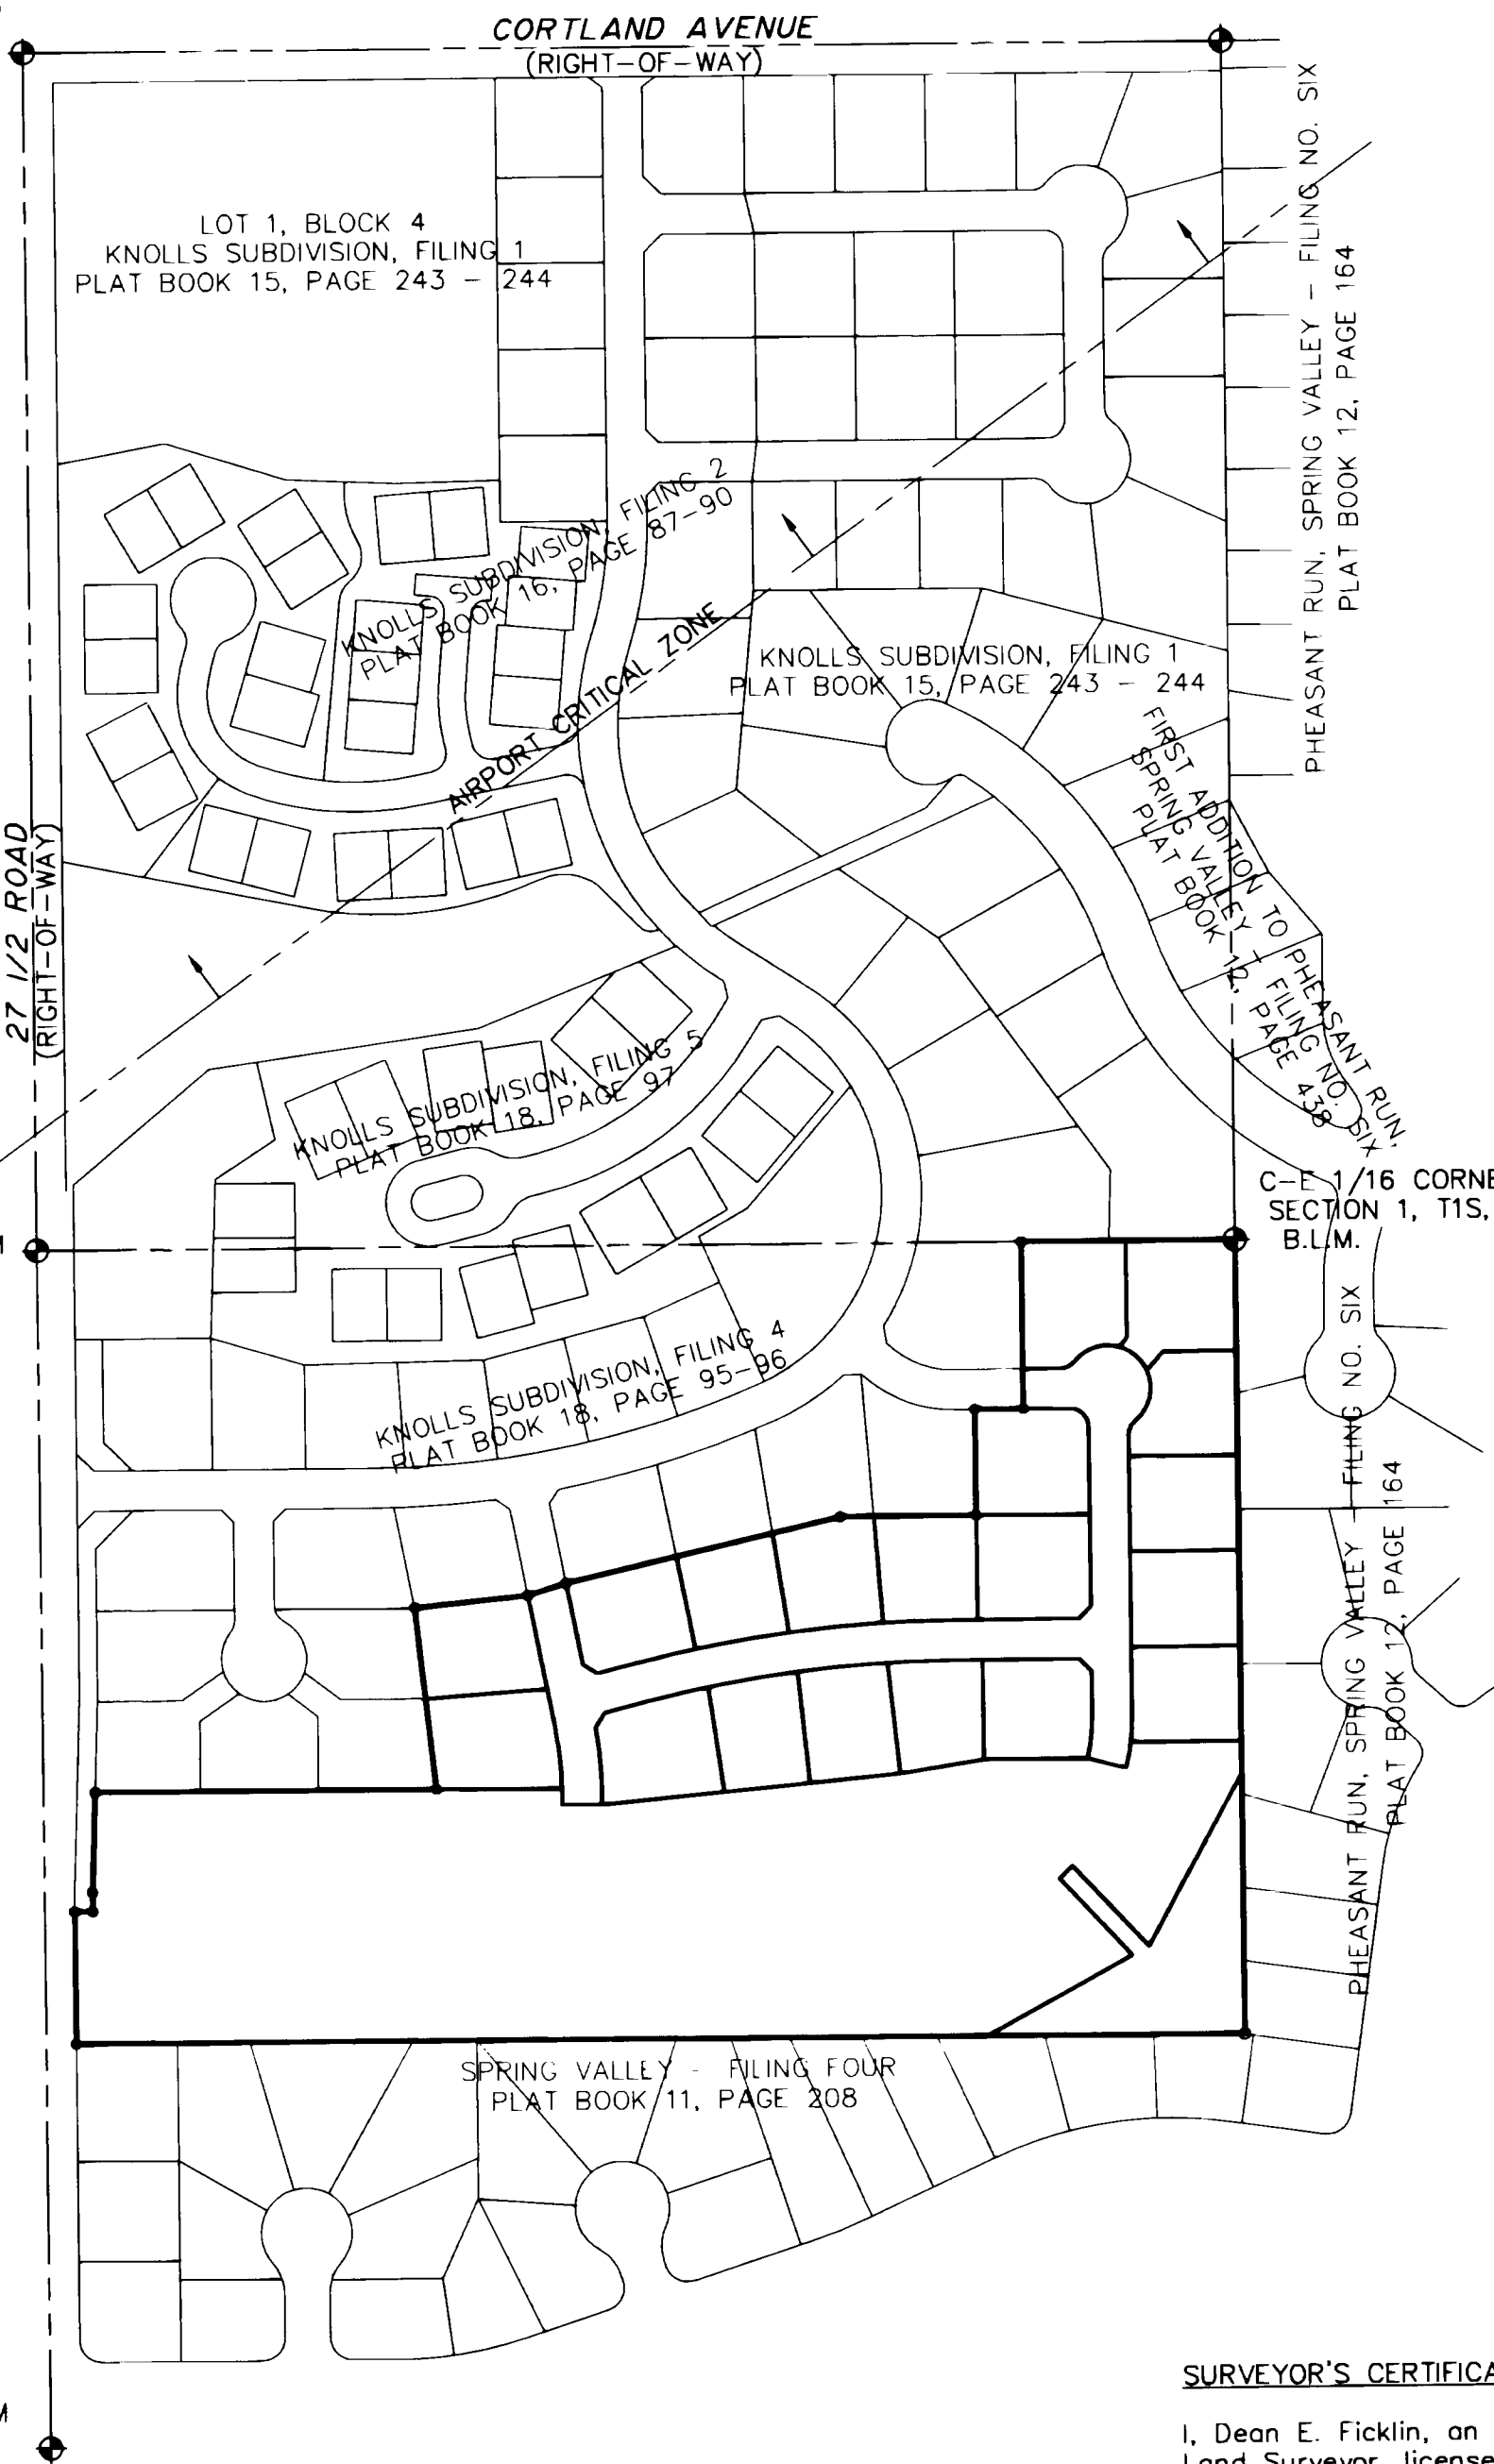 CORTLAND AVENUE
(RIGHT-OF-WAY)
LOT 1, BLOCK 4
KNOLLS SUBDIVISION, FILING 1
PLAT BOOK 15, PAGE 243 - 244
PHEASANT RUN, SPRING VALLEY - FILING NO. SIX
PLAT BOOK 12, PAGE 164
KNOLLS SUBDIVISION, FILING 2
PLAT BOOK 16, PAGE 87-90
AIRPORT CRITICAL ZONE
KNOLLS SUBDIVISION, FILING 1
PLAT BOOK 15, PAGE 243 - 244
FIRST ADDITION TO PHEASANT RUN,
SPRING VALLEY - FILING NO. SIX
PLAT BOOK 12, PAGE 438
27 1/2 ROAD
(RIGHT-OF-WAY)
KNOLLS SUBDIVISION, FILING 5
PLAT BOOK 18, PAGE 97
C-E 1/16 CORNE
SECTION 1, T1S,
B.L.M.
KNOLLS SUBDIVISION, FILING 4
PLAT BOOK 18, PAGE 95-96
PHEASANT RUN, SPRING VALLEY - FILING NO. SIX
PLAT BOOK 12, PAGE 164
SPRING VALLEY - FILING FOUR
PLAT BOOK 11, PAGE 208
SURVEYOR'S CERTIFICA
I, Dean E. Ficklin, an
Land Surveyor, license